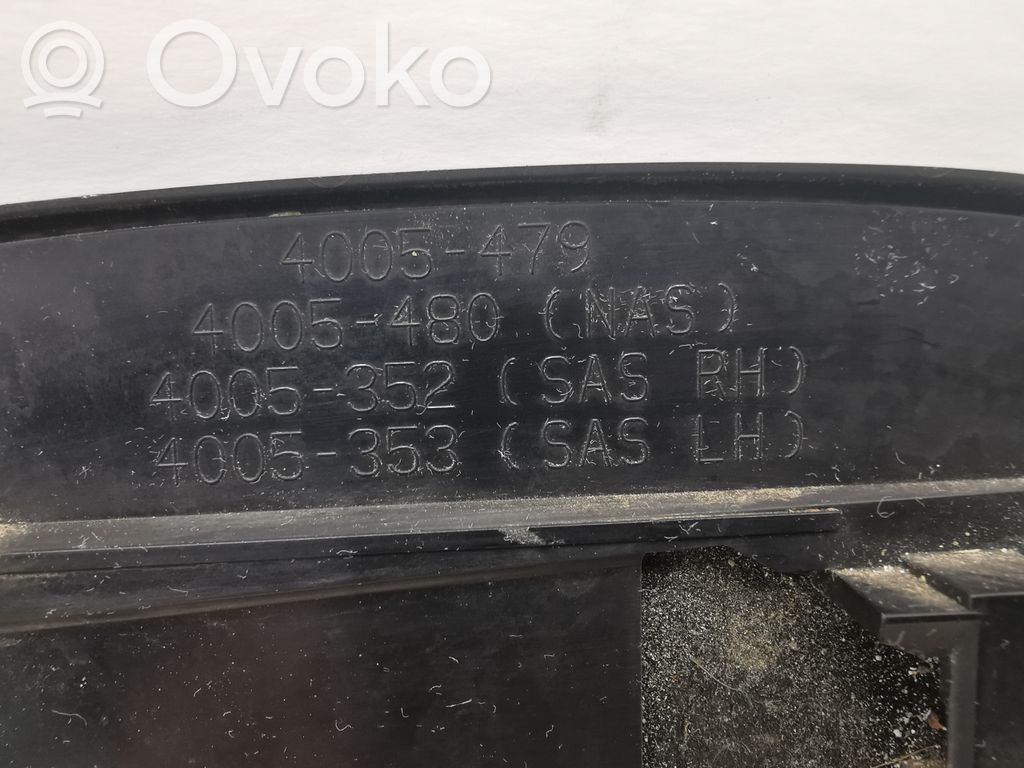 Ovoko
4005-479
4005-480 (NAS)
4005-352 (SAS RH)
4005-353 (SAS LH)